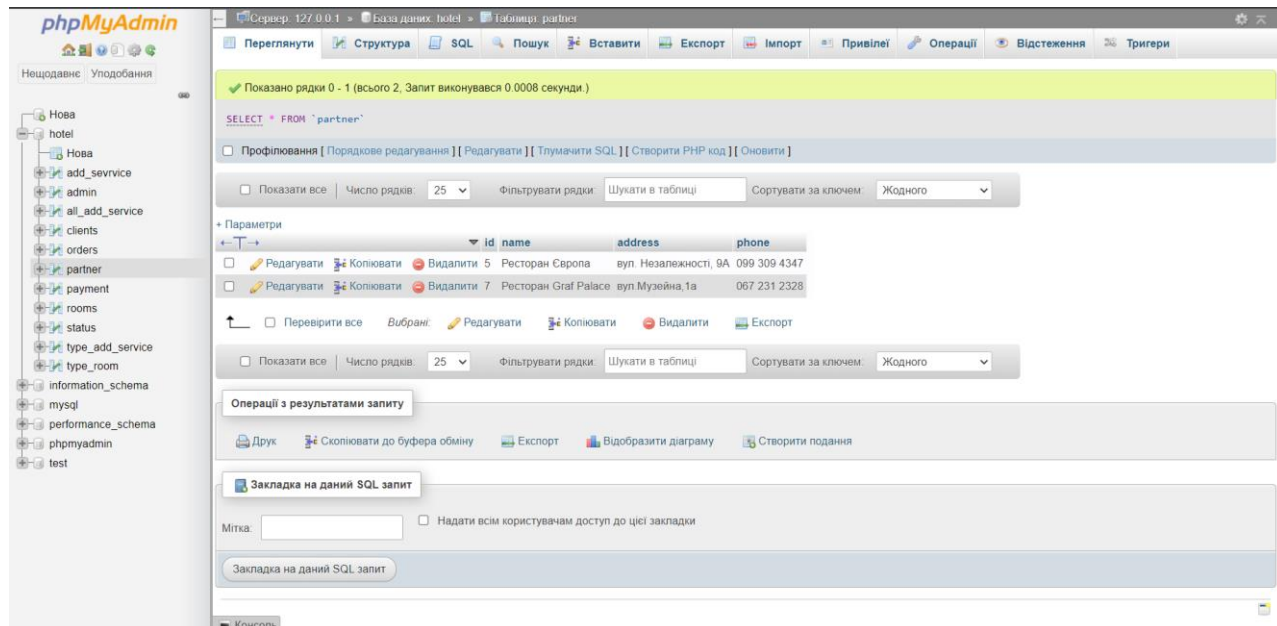 phpMyAdmin
Нещодавнє Уподобання
Нова
hotel
Нова
add_sevrvice
admin
all_add_service
clients
orders
partner
payment
rooms
status
type_add_service
type_room
information_schema
mysql
performance_schema
phpmyadmin
test
Сервер: 127.0.0.1 » База даних: hotel » Таблиця: partner
Переглянути Структура SQL Пошук Вставити Експорт Імпорт Привілеї Операції Відстеження Тригери
Показано рядки 0 - 1 (всього 2, Запит виконувався 0.0008 секунди.)
SELECT * FROM `partner`
Профілювання [ Порядкове редагування ] [ Редагувати ] [ Тлумачити SQL ] [ Створити PHP код ] [ Оновити ]
Показати все | Число рядків: 25 Фільтрувати рядки: Шукати в таблиці Сортувати за ключем: Жодного
+ Параметри
←T→ ▼ id name address phone
Редагувати Копіювати Видалити 5 Ресторан Європа вул. Незалежності, 9А 099 309 4347
Редагувати Копіювати Видалити 7 Ресторан Graf Palace вул.Музейна,1а 067 231 2328
Перевірити все Вибрані: Редагувати Копіювати Видалити Експорт
Показати все | Число рядків: 25 Фільтрувати рядки: Шукати в таблиці Сортувати за ключем: Жодного
Операції з результатами запиту
Друк Скопіювати до буфера обміну Експорт Відобразити діаграму Створити подання
Закладка на даний SQL запит
Мітка: Надати всім користувачам доступ до цієї закладки
Закладка на даний SQL запит
Консоль